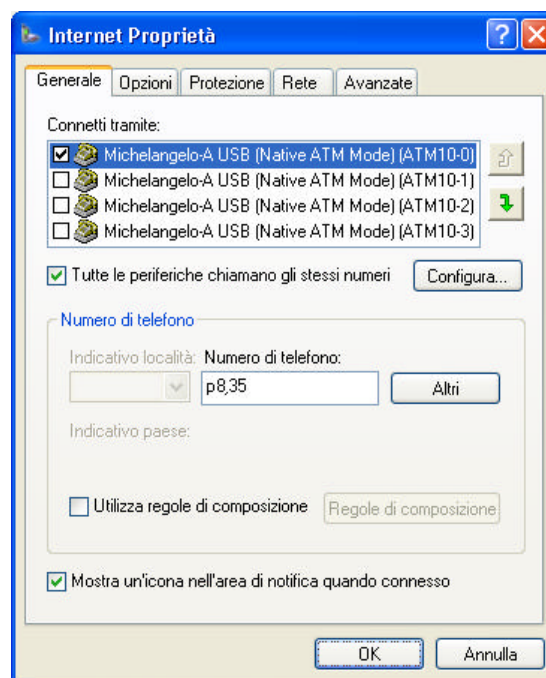 Internet Proprietà
Generale Opzioni Protezione Rete Avanzate
Connetti tramite:
Michelangelo-A USB (Native ATM Mode) (ATM10-0)
Michelangelo-A USB (Native ATM Mode) (ATM10-1)
Michelangelo-A USB (Native ATM Mode) (ATM10-2)
Michelangelo-A USB (Native ATM Mode) (ATM10-3)
Tutte le periferiche chiamano gli stessi numeri Configura...
Numero di telefono
Indicativo località: Numero di telefono:
p8,35 Altri
Indicativo paese:
Utilizza regole di composizione Regole di composizione
Mostra un'icona nell'area di notifica quando connesso
OK Annulla